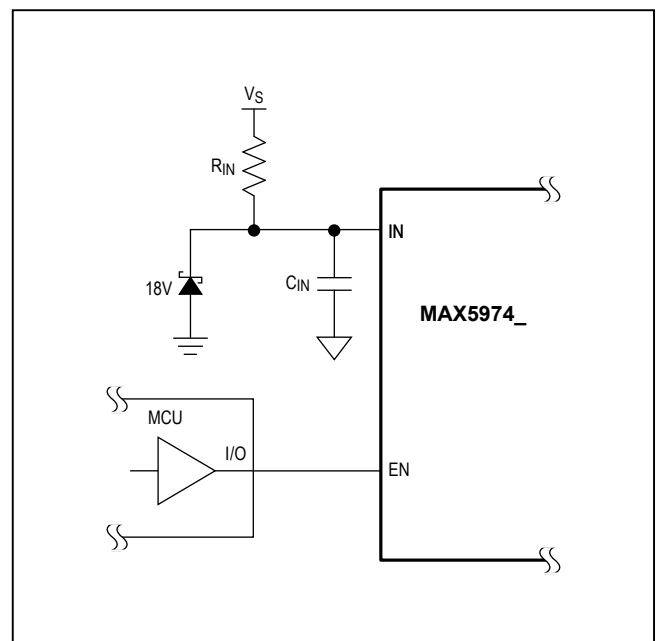 VS
RIN
IN
18V
CIN
MAX5974_
MCU
I/O
EN